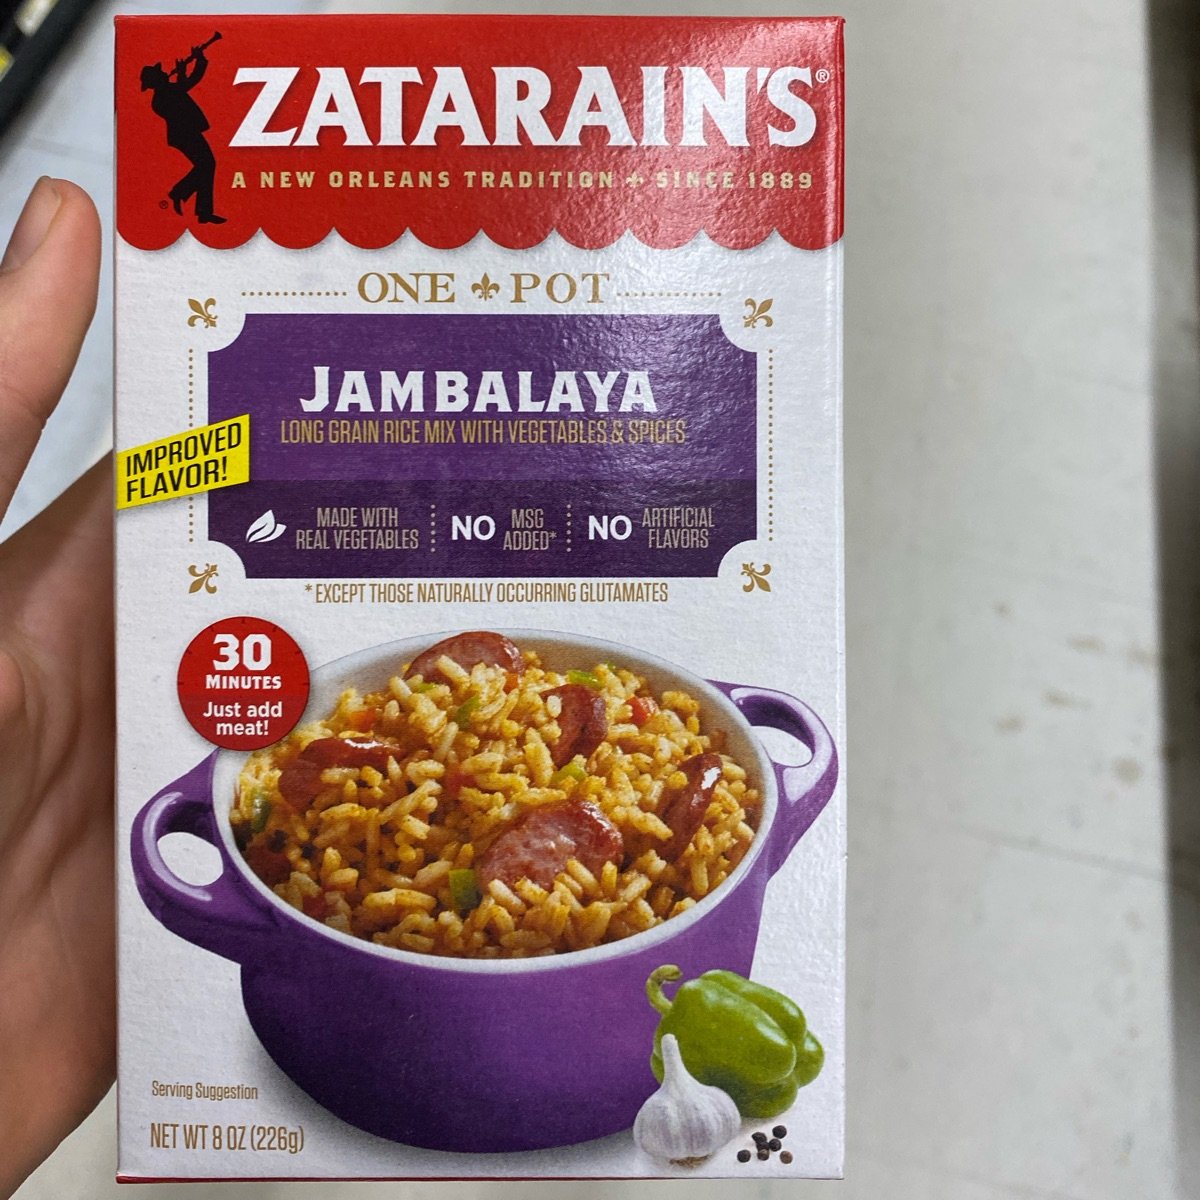 ZATARAIN'S®
A NEW ORLEANS TRADITION SINCE 1889
®
ONE POT
JAMBALAYA
LONG GRAIN RICE MIX WITH VEGETABLES & SPICES
IMPROVED
FLAVOR!
MADE WITH
REAL VEGETABLES
NO MSG
ADDED*
NO ARTIFICIAL
FLAVORS
*EXCEPT THOSE NATURALLY OCCURRING GLUTAMATES
30
MINUTES
Just add
meat!
Serving Suggestion
NET WT 8 OZ (226g)